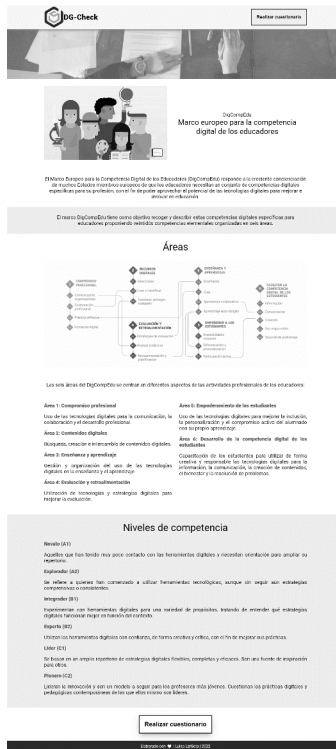 DG-Check
Realizar cuestionario
DigCompEdu
Marco europeo para la competencia
digital de los educadores
El Marco Europeo para la Competencia Digital de los Educadores (DigCompEdu) responde a la creciente concienciación
de muchos Estados miembros europeos de que los educadores necesitan un conjunto de competencias digitales
específicas para su profesión, con el fin de poder aprovechar el potencial de las tecnologías digitales para mejorar e
innovar en educación.
El marco DigCompEdu tiene como objetivo recoger y describir estas competencias digitales específicas para
educadores proponiendo veintidós competencias elementales organizadas en seis áreas.
Áreas
COMPROMISO
PROFESIONAL
RECURSOS
DIGITALES
ENSEÑANZA Y
APRENDIZAJE
EVALUACIÓN Y
RETROALIMENTACIÓN
EMPODERAR A LOS
ESTUDIANTES
FACILITAR LA
COMPETENCIA
DIGITAL DE LOS
ESTUDIANTES
Las seis áreas del DigCompEdu se centran en diferentes aspectos de las actividades profesionales de los educadores:
Área 1: Compromiso profesional
Uso de las tecnologías digitales para la comunicación, la
colaboración y el desarrollo profesional.
Área 2: Contenidos digitales
Búsqueda, creación e intercambio de contenidos digitales.
Área 3: Enseñanza y aprendizaje
Gestión y organización del uso de las tecnologías
digitales en la enseñanza y el aprendizaje.
Área 4: Evaluación y retroalimentación
Utilización de tecnologías y estrategias digitales para
mejorar la evaluación.
Área 5: Empoderamiento de los estudiantes
Uso de las tecnologías digitales para mejorar la inclusión,
la personalización y el compromiso activo del alumnado
con su propio aprendizaje.
Área 6: Desarrollo de la competencia digital de los
estudiantes
Capacitación de los estudiantes para utilizar de forma
creativa y responsable las tecnologías digitales para la
información, la comunicación, la creación de contenidos,
el bienestar y la resolución de problemas.
Niveles de competencia
Novato (A1)
Aquellos que han tenido muy poco contacto con las herramientas digitales y necesitan orientación para ampliar su
repertorio.
Explorador (A2)
Se refiere a quienes han comenzado a utilizar herramientas tecnológicas, aunque sin seguir aún estrategias
comprensivas o consistentes.
Integrador (B1)
Experimentan con herramientas digitales para una variedad de propósitos, tratando de entender qué estrategias
digitales funcionan mejor en función del contexto.
Experto (B2)
Utilizan las herramientas digitales con confianza, de forma creativa y crítica, con el fin de mejorar sus prácticas.
Líder (C1)
Se basan en un amplio repertorio de estrategias digitales flexibles, completas y eficaces. Son una fuente de inspiración
para otros.
Pionero (C2)
Lideran la innovación y son un modelo a seguir para los profesores más jóvenes. Cuestionan las prácticas digitales y
pedagógicas contemporáneas de las que ellos mismos son líderes.
Realizar cuestionario